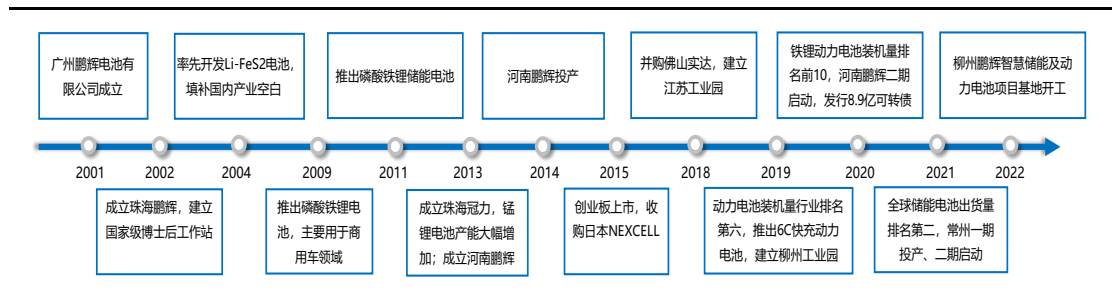 广州鹏辉电池有
限公司成立
率先开发Li-FeS2电池，
填补国内产业空白
推出磷酸铁锂储能电池
河南鹏辉投产
并购佛山实达，建立
江苏工业园
铁锂动力电池装机量排
名前10，河南鹏辉二期
启动，发行8.9亿可转债
柳州鹏辉智慧储能及动
力电池项目基地开工
2001
2002
2004
2009
2011
2013
2014
2015
2018
2019
2020
2021
2022
成立珠海鹏辉，建立
国家级博士后工作站
推出磷酸铁锂电
池，主要用于商
用车领域
成立珠海冠力，锰
锂电池产能大幅增
加；成立河南鹏辉
创业板上市，收
购日本NEXCELL
动力电池装机量行业排名
第六，推出6C快充动力
电池，建立柳州工业园
全球储能电池出货量
排名第二，常州一期
投产、二期启动